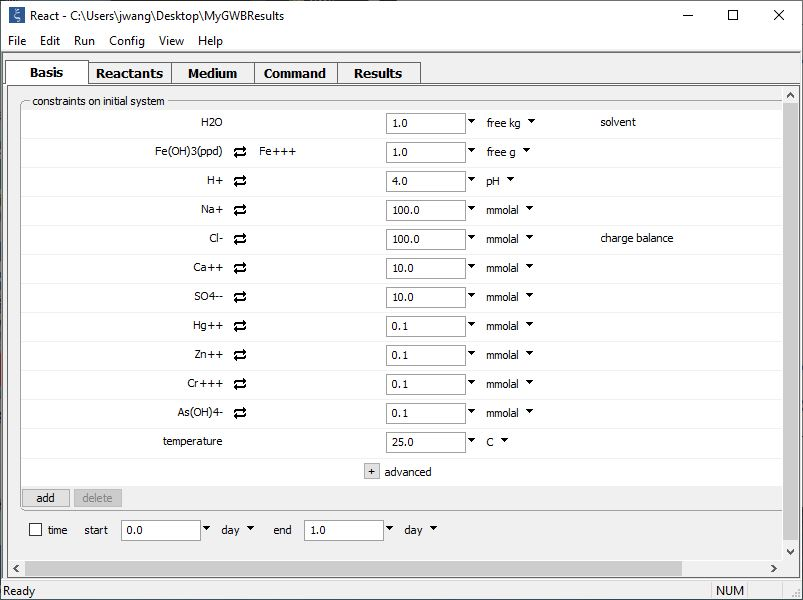 React - C:\Users\jwang\Desktop\MyGWBResults
File Edit Run Config View Help
Basis Reactants Medium Command Results
constraints on initial system
H2O 1.0 free kg solvent
Fe(OH)3(ppd) Fe+++ 1.0 free g
H+ 4.0 pH
Na+ 100.0 mmolal
Cl- 100.0 mmolal charge balance
Ca++ 10.0 mmolal
SO4-- 10.0 mmolal
Hg++ 0.1 mmolal
Zn++ 0.1 mmolal
Cr+++ 0.1 mmolal
As(OH)4- 0.1 mmolal
temperature 25.0 C
+ advanced
add delete
time start 0.0 day end 1.0 day
Ready NUM